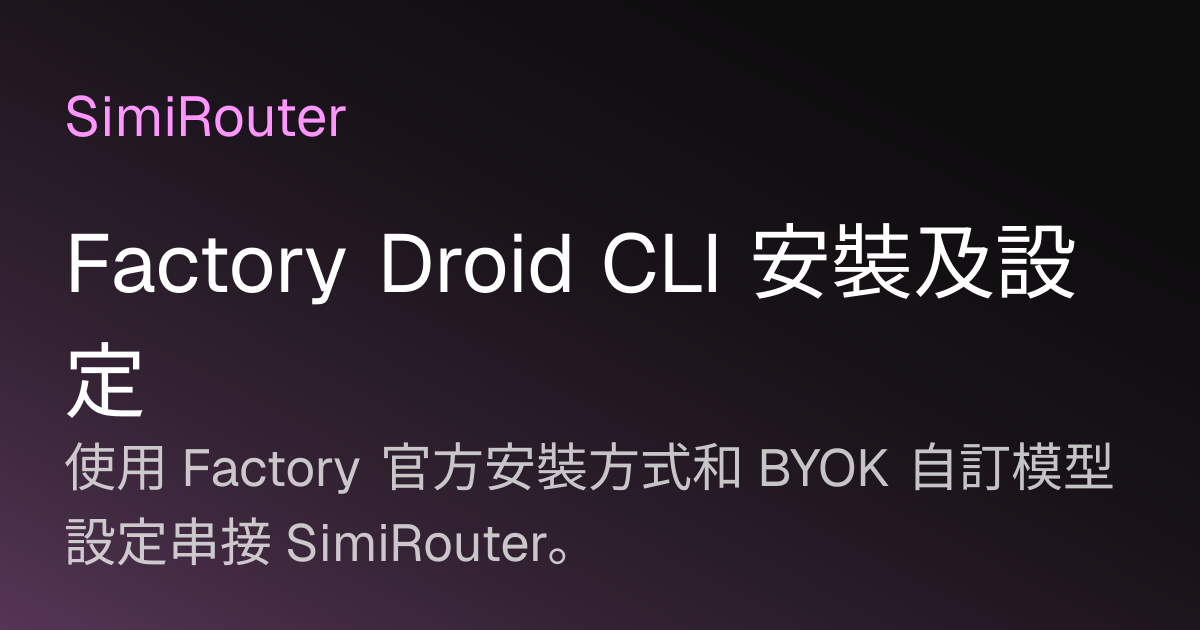 SimiRouter
Factory Droid CLI 安裝及設
定
使用 Factory 官方安裝方式和 BYOK 自訂模型
設定串接 SimiRouter。